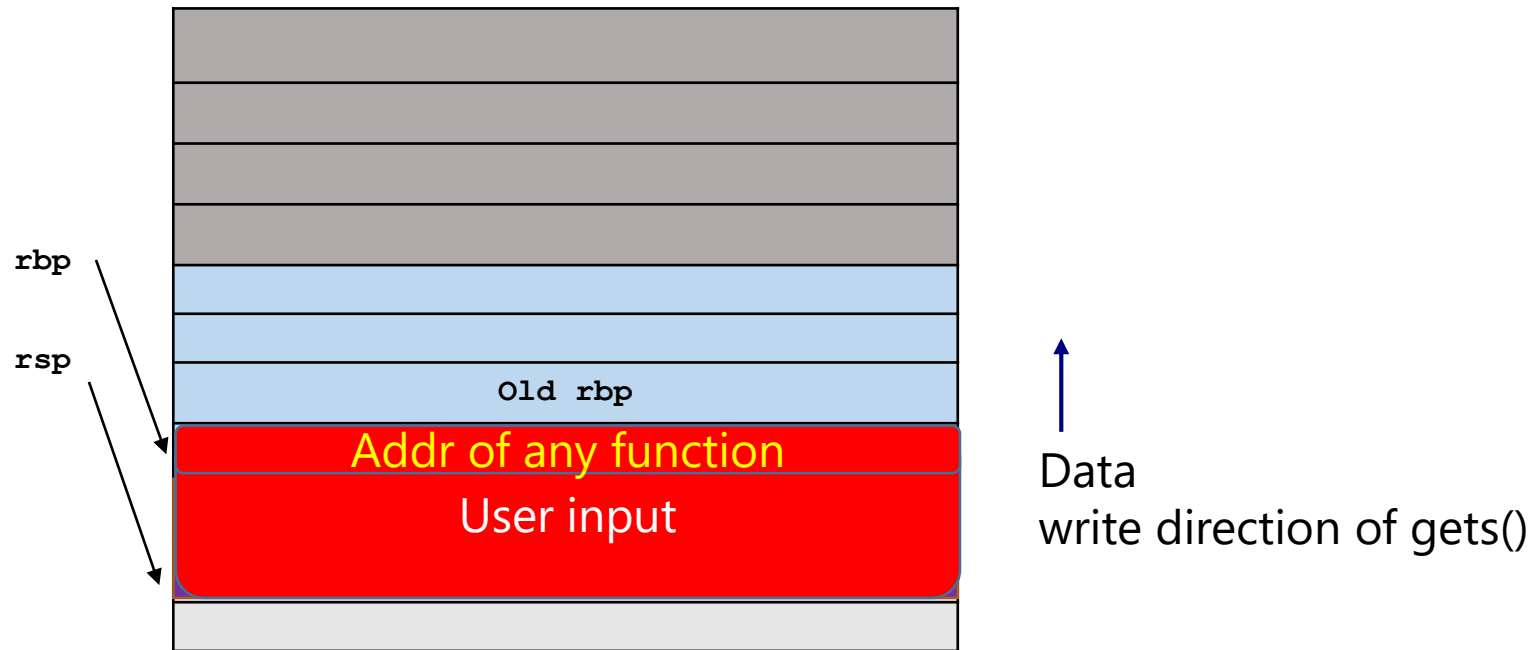 rbp
rsp
Old rbp
Addr of any function
User input
Data
write direction of gets()